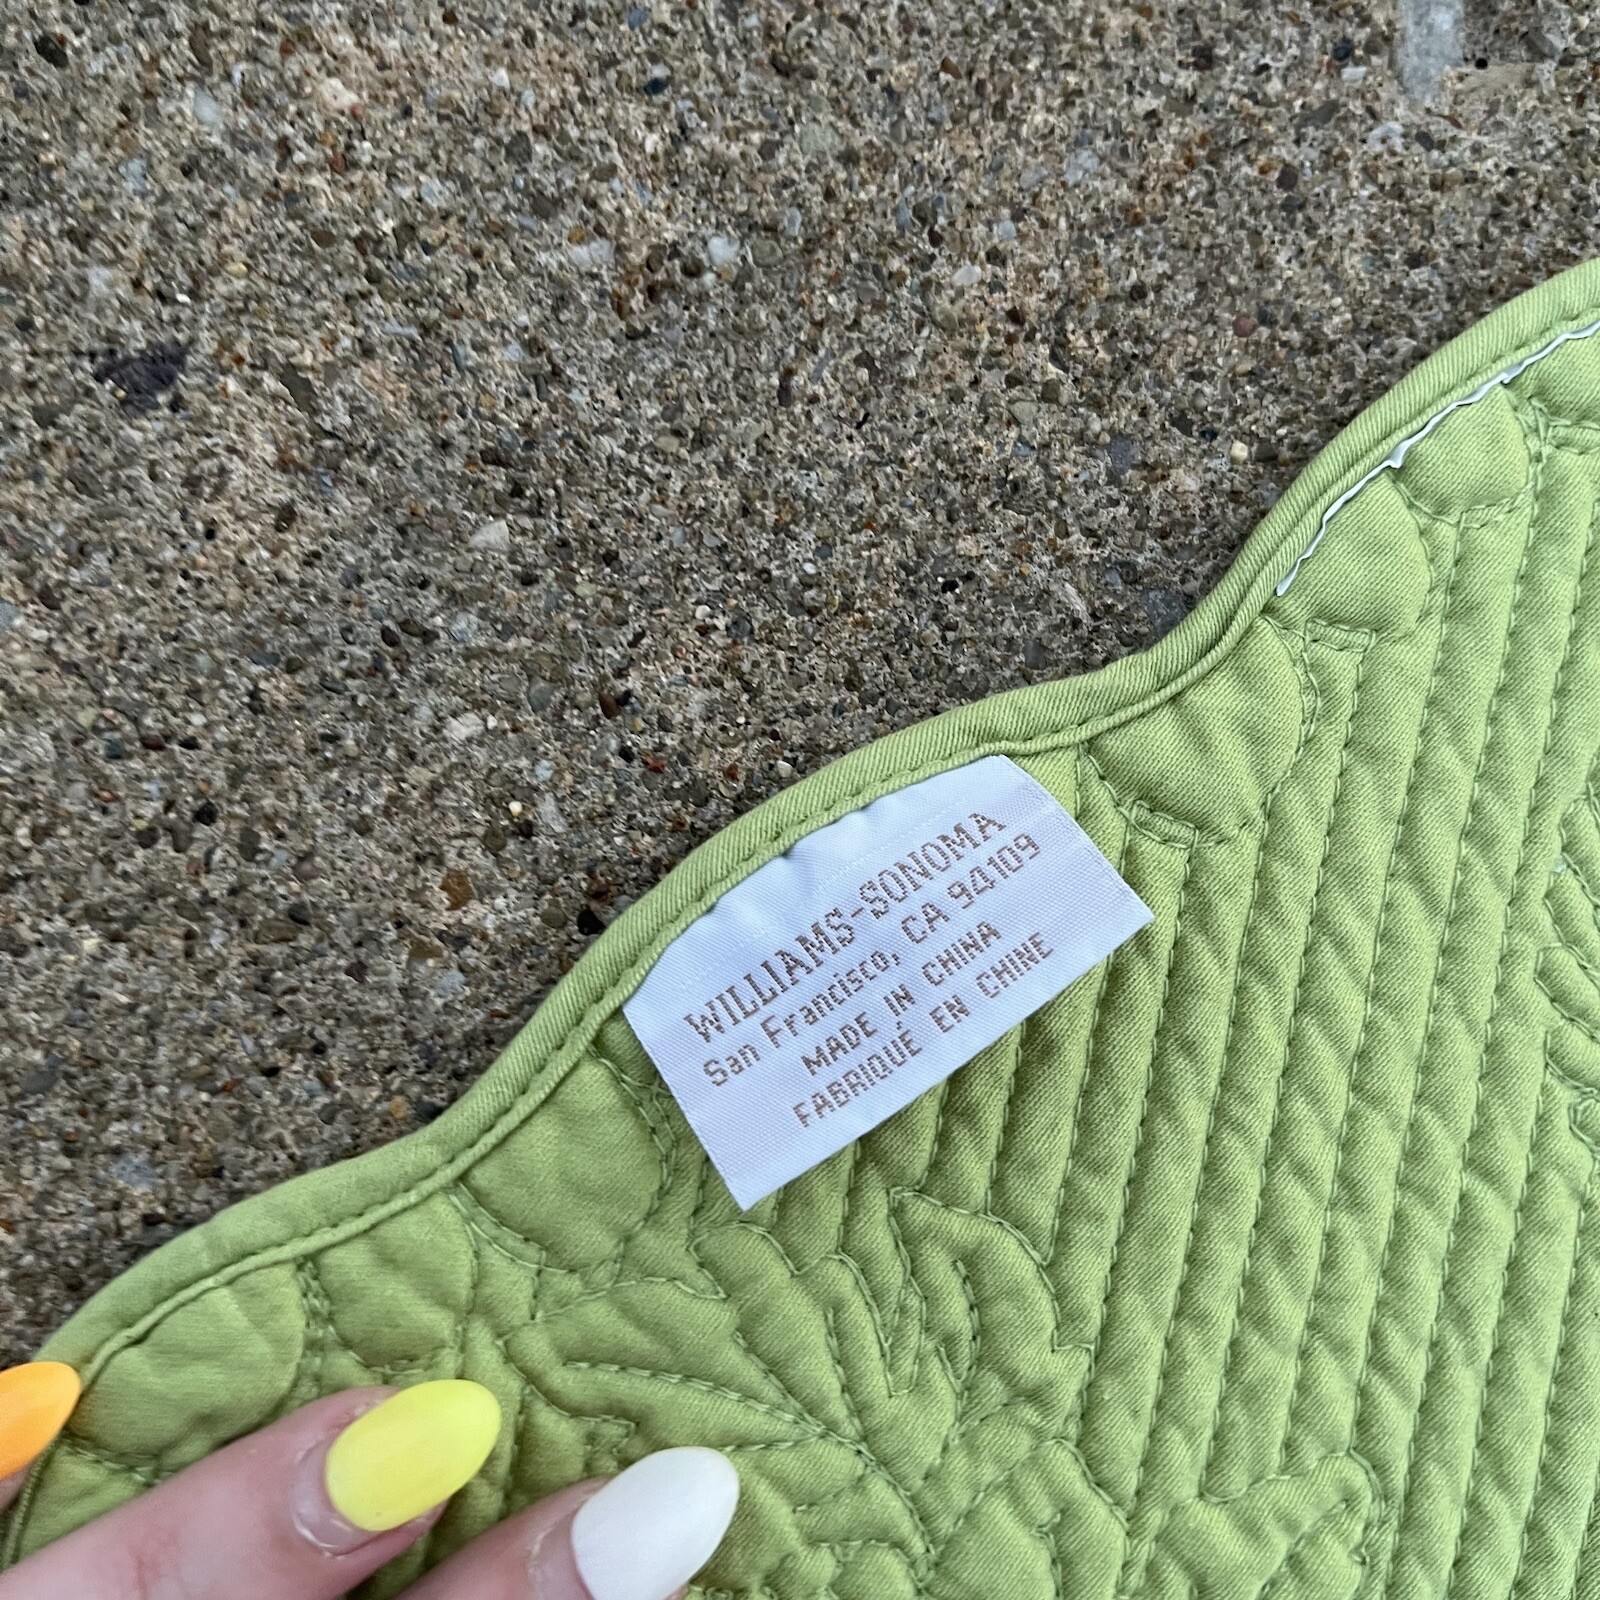 WILLIAMS-SONOMA
San Francisco, CA 94109
MADE IN CHINA
FABRIQUÉ EN CHINE